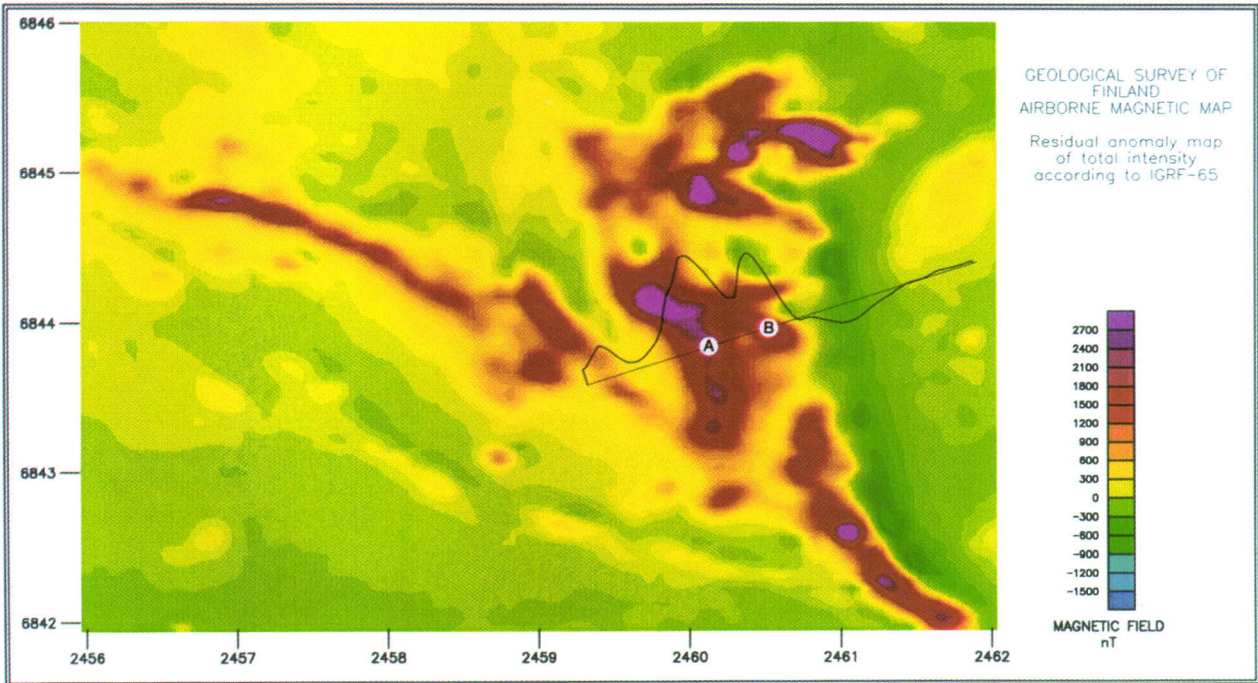 6846
6845
6844
6843
6842
2456
2457
2458
2459
2460
2461
2462
A
B
GEOLOGICAL SURVEY OF
FINLAND
AIRBORNE MAGNETIC MAP
Residual anomaly map
of total intensity
according to IGRF-65
2700
2400
2100
1800
1500
1200
900
600
300
0
-300
-600
-900
-1200
-1500
MAGNETIC FIELD
nT